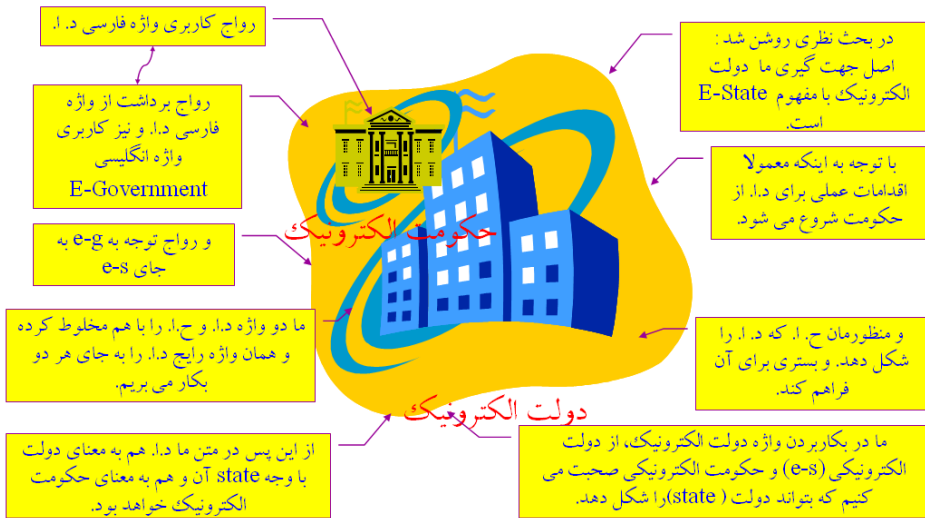 در بحث نظری روشن شد :
اصل جهت گیری ما دولت
الکترونیک با مفهوم E-State
است.
با توجه به اینکه معمولا
اقدامات عملی برای د.ا. از
حکومت شروع می شود.
و منظورمان ح. ا. که د. ا. را
شکل دهد. و بستری برای آن
فراهم کند.
ما در بکاربردن واژه دولت الکترونیک، از دولت
الکترونیکی (e-s) و حکومت الکترونیکی صحبت می
کنیم که بتواند دولت ( state)را شکل دهد.
رواج کاربری واژه فارسی د. ا.
رواج برداشت از واژه
فارسی د.ا. و نیز کاربری
واژه انگلیسی
E-Government
و رواج توجه به e-g به
جای e-s
ما دو واژه د.ا. و ح.ا. را با هم مخلوط کرده
و همان واژه رایج د.ا. را به جای هر دو
بکار می بریم.
از این پس در متن ما د.ا. هم به معنای دولت
با وجه state آن و هم به معنای حکومت
الکترونیک خواهد بود.
حکومت الکترونیک
دولت الکترونیک